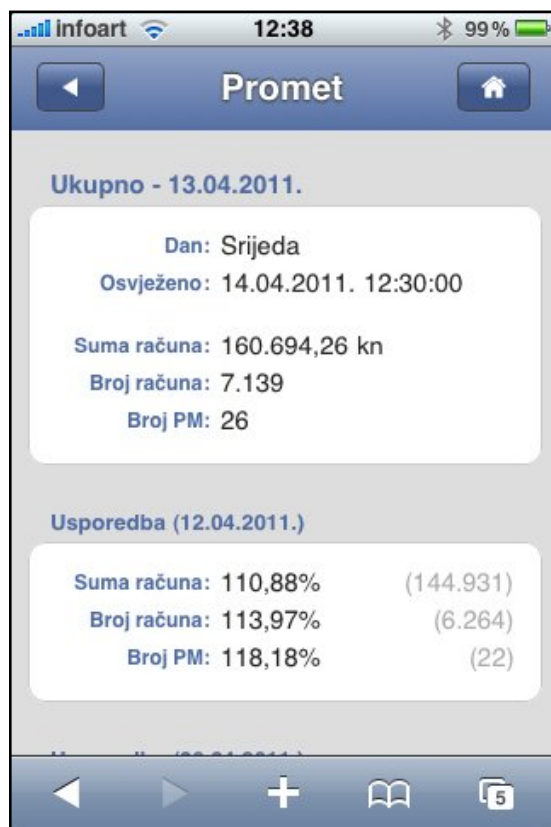 infoart 12:38 99%
Promet
Ukupno - 13.04.2011.
Dan: Srijeda
Osvježeno: 14.04.2011. 12:30:00
Suma računa: 160.694,26 kn
Broj računa: 7.139
Broj PM: 26
Usporedba (12.04.2011.)
Suma računa: 110,88% (144.931)
Broj računa: 113,97% (6.264)
Broj PM: 118,18% (22)
5